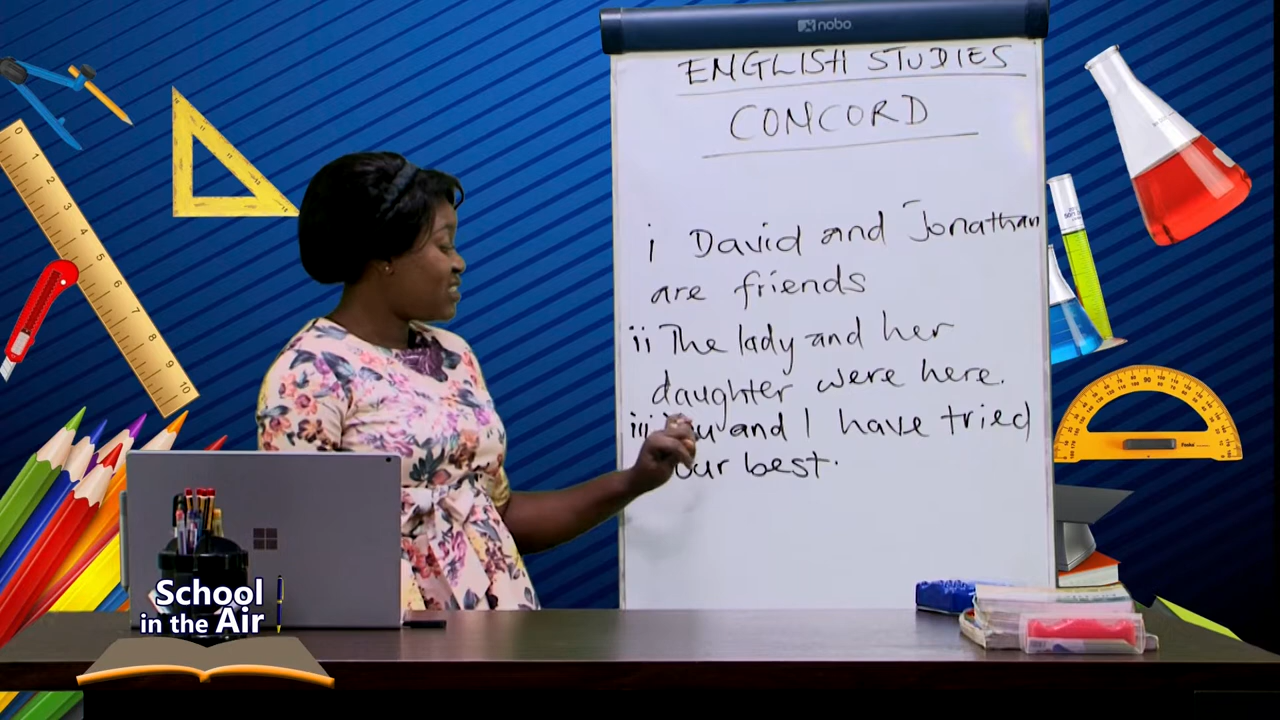 nobo
ENGLISH STUDIES
CONCORD
i David and Jonathan
are friends
ii The lady and her
daughter were here.
iii and I have tried
best.
School
in the Air